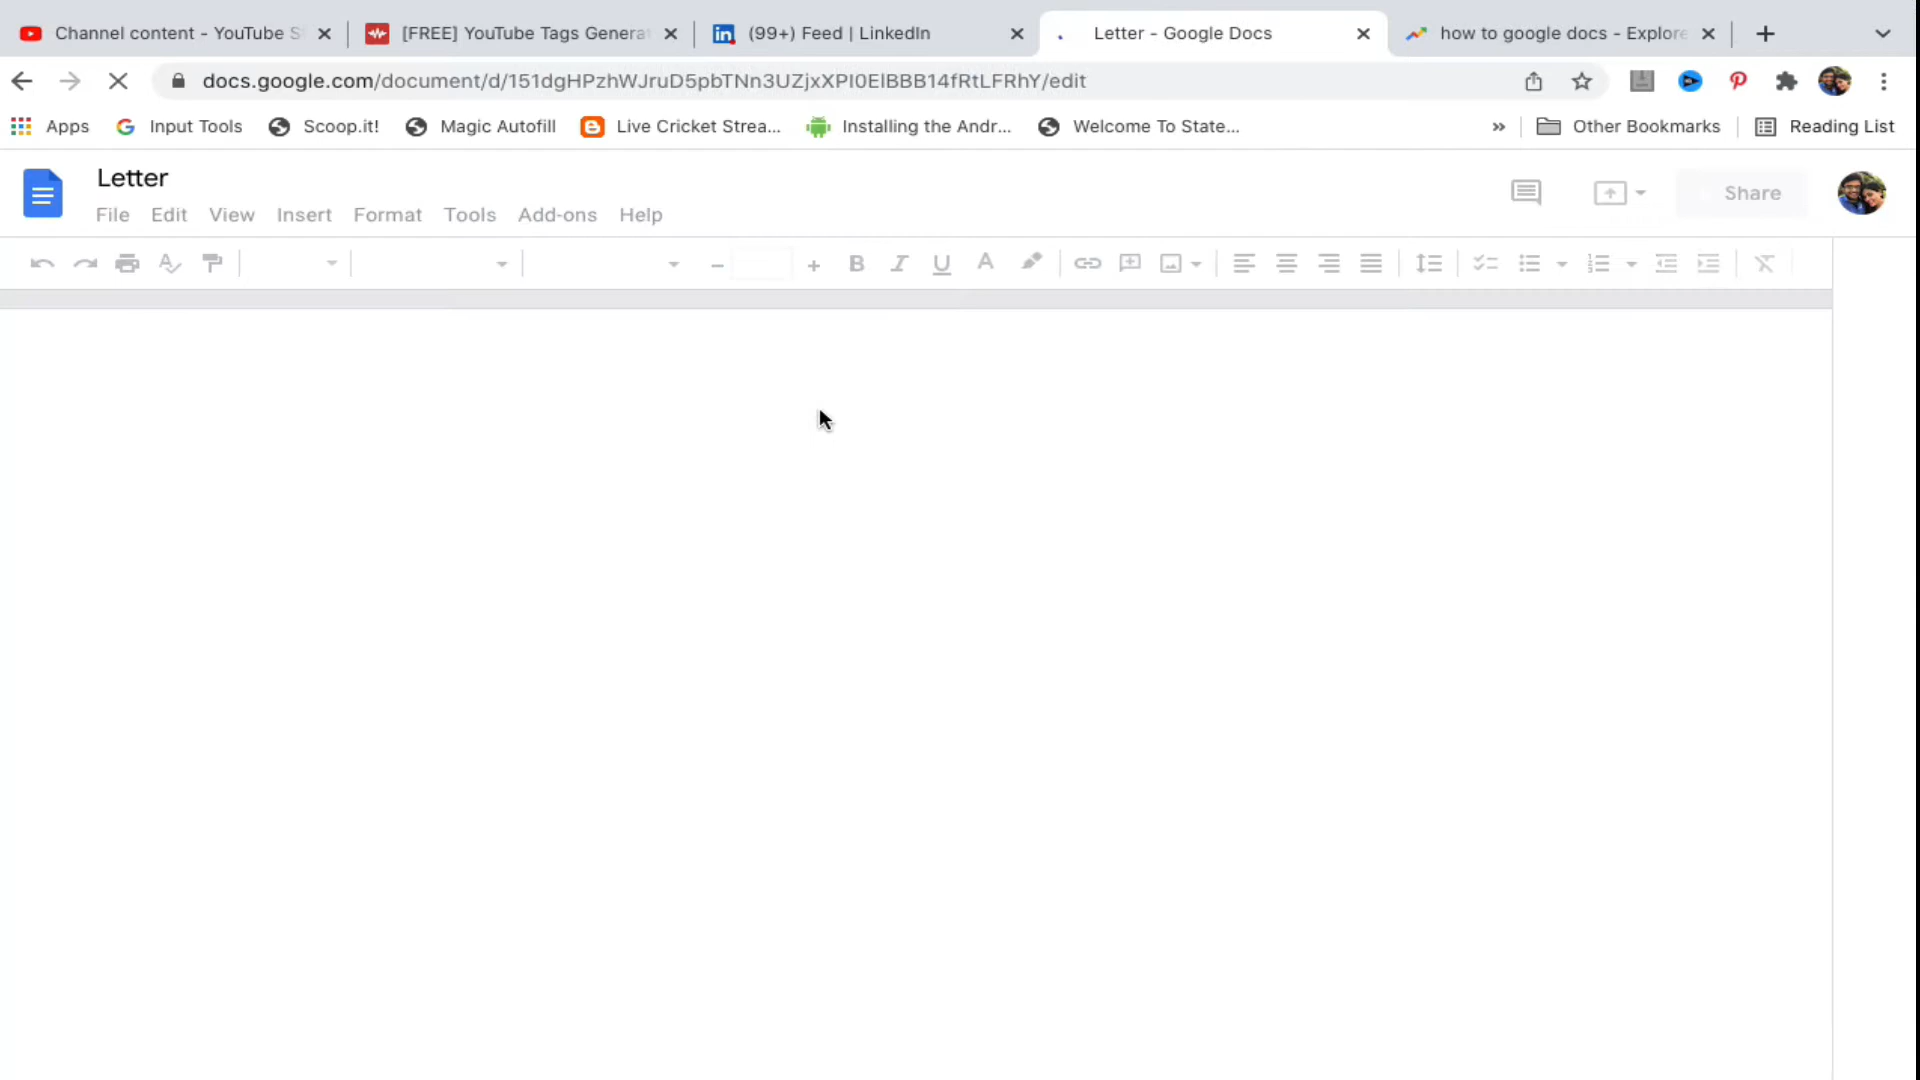 Channel content - YouTube S
[FREE] YouTube Tags Genera
(99+) Feed | LinkedIn
Letter - Google Docs
how to google docs - Explore
docs.google.com/document/d/151dgHPzhWJruD5pbTNn3UZjxXPI0ElBBB14fRtLFRhY/edit
Apps
Input Tools
Scoop.it!
Magic Autofill
Live Cricket Strea...
Installing the Andr...
Welcome To State...
»
Other Bookmarks
Reading List
Letter
File Edit View Insert Format Tools Add-ons Help
Share